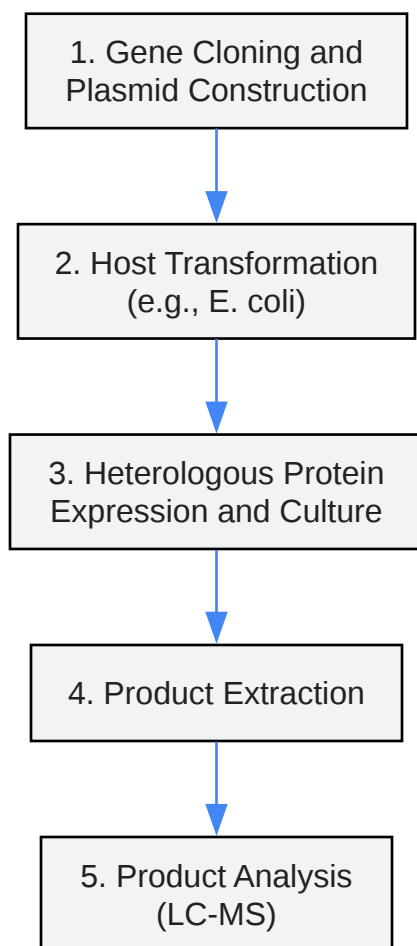 1. Gene Cloning and
Plasmid Construction
2. Host Transformation
(e.g., E. coli)
3. Heterologous Protein
Expression and Culture
4. Product Extraction
5. Product Analysis
(LC-MS)